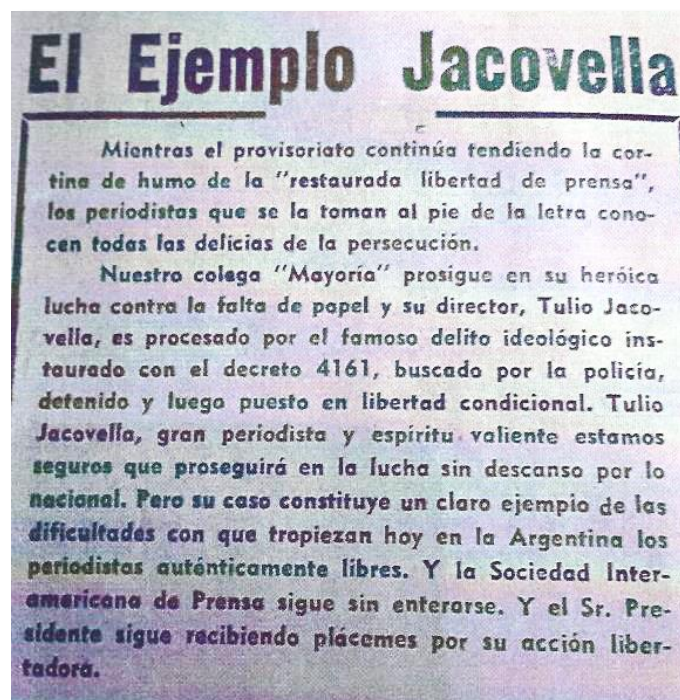 El Ejemplo Jacovella
Mientras el provisoriato continúa tendiendo la cor-
tina de humo de la "restaurada libertad de prensa",
los periodistas que se la toman al pie de la letra cono-
cen todas las delicias de la persecución.
Nuestro colega "Mayoría" prosigue en su heróica
lucha contra la falta de papel y su director, Tulio Jaco-
vella, es procesado por el famoso delito ideológico ins-
taurado con el decreto 4161, buscado por la policía,
detenido y luego puesto en libertad condicional. Tulio
Jacovella, gran periodista y espíritu valiente estamos
seguros que proseguirá en la lucha sin descanso por lo
nacional. Pero su caso constituye un claro ejemplo de las
dificultades con que tropiezan hoy en la Argentina los
periodistas auténticamente libres. Y la Sociedad Inter-
americana de Prensa sigue sin enterarse. Y el Sr. Pre-
sidente sigue recibiendo plácemes por su acción liber-
tadora.